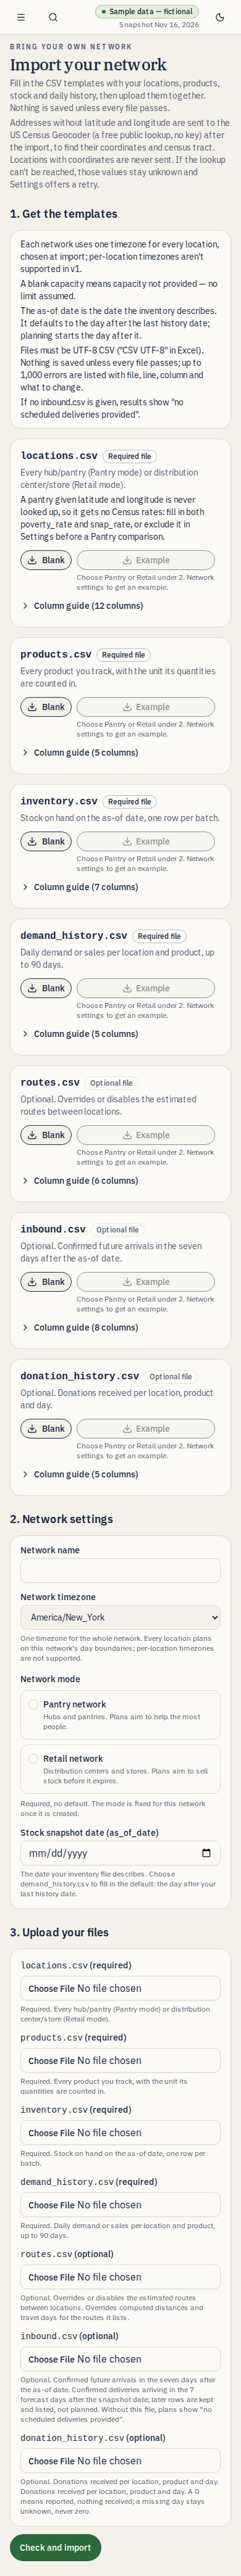 Sample data — fictional
Snapshot Nov 16, 2026
BRING YOUR OWN NETWORK
Import your network
Fill in the CSV templates with your locations, products, stock and daily history, then upload them together. Nothing is saved unless every file passes.
Addresses without latitude and longitude are sent to the US Census Geocoder (a free public lookup, no key) after the import, to find their coordinates and census tract. Locations with coordinates are never sent. If the lookup can't be reached, those values stay unknown and Settings offers a retry.
1. Get the templates
Each network uses one timezone for every location, chosen at import; per-location timezones aren't supported in v1.
A blank capacity means capacity not provided — no limit assumed.
The as-of date is the date the inventory describes. It defaults to the day after the last history date; planning starts the day after it.
Files must be UTF-8 CSV ("CSV UTF-8" in Excel). Nothing is saved unless every file passes; up to 1,000 errors are listed with file, line, column and what to change.
If no inbound.csv is given, results show "no scheduled deliveries provided".
locations.csv Required file
Every hub/pantry (Pantry mode) or distribution center/store (Retail mode).
A pantry given latitude and longitude is never looked up, so it gets no Census rates: fill in both poverty_rate and snap_rate, or exclude it in Settings before a Pantry comparison.
Blank
Example
Choose Pantry or Retail under 2. Network settings to get an example.
Column guide (12 columns)
products.csv Required file
Every product you track, with the unit its quantities are counted in.
Blank
Example
Choose Pantry or Retail under 2. Network settings to get an example.
Column guide (5 columns)
inventory.csv Required file
Stock on hand on the as-of date, one row per batch.
Blank
Example
Choose Pantry or Retail under 2. Network settings to get an example.
Column guide (7 columns)
demand_history.csv Required file
Daily demand or sales per location and product, up to 90 days.
Blank
Example
Choose Pantry or Retail under 2. Network settings to get an example.
Column guide (5 columns)
routes.csv Optional file
Optional. Overrides or disables the estimated routes between locations.
Blank
Example
Choose Pantry or Retail under 2. Network settings to get an example.
Column guide (6 columns)
inbound.csv Optional file
Optional. Confirmed future arrivals in the seven days after the as-of date.
Blank
Example
Choose Pantry or Retail under 2. Network settings to get an example.
Column guide (8 columns)
donation_history.csv Optional file
Optional. Donations received per location, product and day.
Blank
Example
Choose Pantry or Retail under 2. Network settings to get an example.
Column guide (5 columns)
2. Network settings
Network name
Network timezone
America/New_York
One timezone for the whole network. Every location plans on this network's day boundaries; per-location timezones are not supported.
Network mode
Pantry network
Hubs and pantries. Plans aim to help the most people.
Retail network
Distribution centers and stores. Plans aim to sell stock before it expires.
Required, no default. The mode is fixed for this network once it is created.
Stock snapshot date (as_of_date)
mm/dd/yyyy
The date your inventory file describes. Choose demand_history.csv to fill in the default: the day after your last history date.
3. Upload your files
locations.csv (required)
Choose File No file chosen
Required. Every hub/pantry (Pantry mode) or distribution center/store (Retail mode).
products.csv (required)
Choose File No file chosen
Required. Every product you track, with the unit its quantities are counted in.
inventory.csv (required)
Choose File No file chosen
Required. Stock on hand on the as-of date, one row per batch.
demand_history.csv (required)
Choose File No file chosen
Required. Daily demand or sales per location and product, up to 90 days.
routes.csv (optional)
Choose File No file chosen
Optional. Overrides or disables the estimated routes between locations. Overrides computed distances and travel days for the routes it lists.
inbound.csv (optional)
Choose File No file chosen
Optional. Confirmed future arrivals in the seven days after the as-of date. Confirmed deliveries arriving in the 7 forecast days after the snapshot date; later rows are kept and listed, not planned. Without this file, plans show "no scheduled deliveries provided".
donation_history.csv (optional)
Choose File No file chosen
Optional. Donations received per location, product and day. Donations received per location, product and day. A 0 means reported, nothing received; a missing day stays unknown, never zero.
Check and import